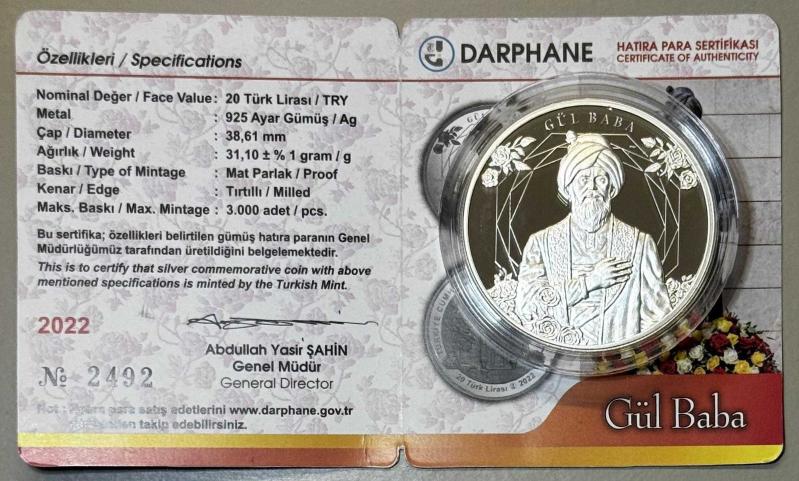 Özellikleri / Specifications
Nominal Değer / Face Value : 20 Türk Lirası / TRY
Metal : 925 Ayar Gümüş / Ag
Çap / Diameter : 38,61 mm
Ağırlık / Weight : 31,10 ± % 1 gram / g
Baskı / Type of Mintage : Mat Parlak / Proof
Kenar / Edge : Tırtıllı / Milled
Maks. Baskı / Max. Mintage : 3.000 adet / pcs.
Bu sertifika; özellikleri belirtilen gümüş hatıra paranın Genel
Müdürlüğümüz tarafından üretildiğini belgelemektedir.
This is to certify that silver commemorative coin with above
mentioned specifications is minted by the Turkish Mint.
2022
Abdullah Yasir ŞAHİN
Genel Müdür
General Director
№ 2492
para satış adetlerini www.darphane.gov.tr
takip edebilirsiniz.
DARPHANE
HATIRA PARA SERTİFİKASI
CERTIFICATE OF AUTHENTICITY
GÜL BABA
20 Türk Lirası 2022
Gül Baba